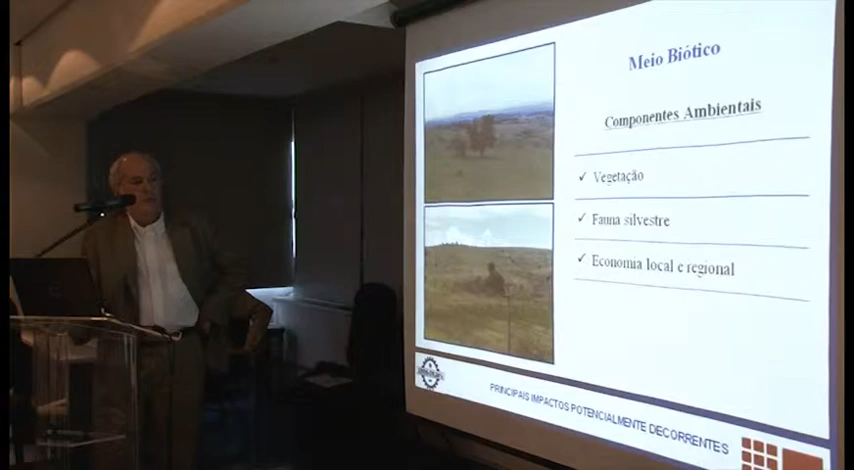 Meio Biótico
Componentes Ambientais
✓ Vegetação
✓ Fauna silvestre
✓ Economia local e regional
PRINCIPAIS IMPACTOS POTENCIALMENTE DECORRENTES